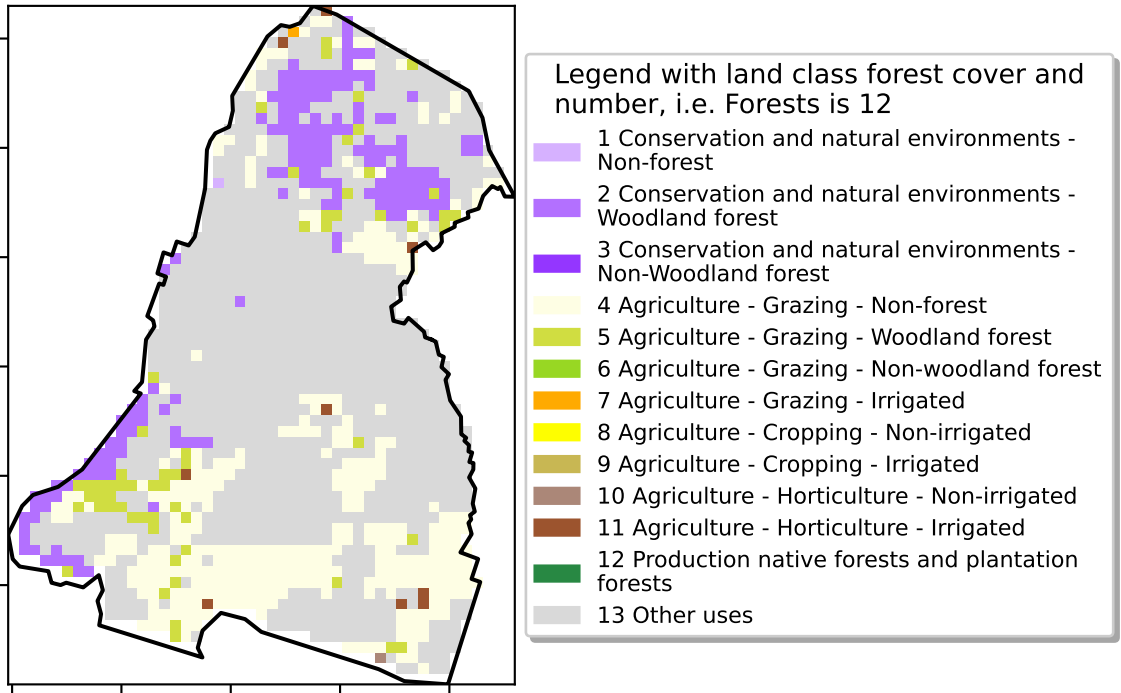 Legend with land class forest cover and
number, i.e. Forests is 12
1 Conservation and natural environments -
Non-forest
2 Conservation and natural environments -
Woodland forest
3 Conservation and natural environments -
Non-Woodland forest
4 Agriculture - Grazing - Non-forest
5 Agriculture - Grazing - Woodland forest
6 Agriculture - Grazing - Non-woodland forest
7 Agriculture - Grazing - Irrigated
8 Agriculture - Cropping - Non-irrigated
9 Agriculture - Cropping - Irrigated
10 Agriculture - Horticulture - Non-irrigated
11 Agriculture - Horticulture - Irrigated
12 Production native forests and plantation
forests
13 Other uses